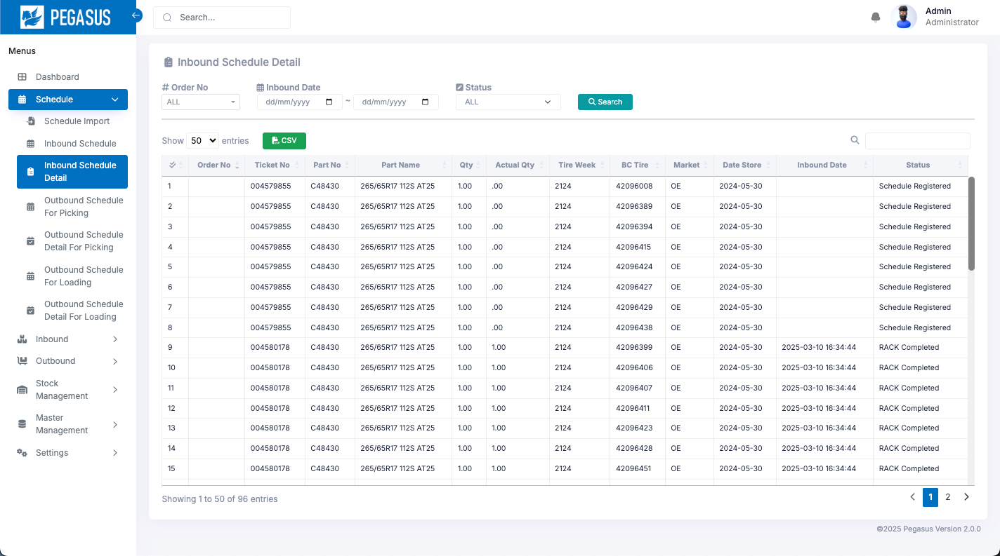 PEGASUS
Search...
Admin
Administrator
Menus
Dashboard
Schedule
Schedule Import
Inbound Schedule
Inbound Schedule
Detail
Outbound Schedule
For Picking
Outbound Schedule
Detail For Picking
Outbound Schedule
For Loading
Outbound Schedule
Detail For Loading
Inbound
Outbound
Stock
Management
Master
Management
Settings
Inbound Schedule Detail
# Order No Inbound Date Status
ALL dd/mm/yyyy ~ dd/mm/yyyy ALL Search
Show 50 entries CSV
Order No Ticket No Part No Part Name Qty Actual Qty Tire Week BC Tire Market Date Store Inbound Date Status
1 004579855 C48430 265/65R17 112S AT25 1.00 .00 2124 42096008 OE 2024-05-30 Schedule Registered
2 004579855 C48430 265/65R17 112S AT25 1.00 .00 2124 42096389 OE 2024-05-30 Schedule Registered
3 004579855 C48430 265/65R17 112S AT25 1.00 .00 2124 42096394 OE 2024-05-30 Schedule Registered
4 004579855 C48430 265/65R17 112S AT25 1.00 .00 2124 42096415 OE 2024-05-30 Schedule Registered
5 004579855 C48430 265/65R17 112S AT25 1.00 .00 2124 42096424 OE 2024-05-30 Schedule Registered
6 004579855 C48430 265/65R17 112S AT25 1.00 .00 2124 42096427 OE 2024-05-30 Schedule Registered
7 004579855 C48430 265/65R17 112S AT25 1.00 .00 2124 42096429 OE 2024-05-30 Schedule Registered
8 004579855 C48430 265/65R17 112S AT25 1.00 .00 2124 42096438 OE 2024-05-30 Schedule Registered
9 004580178 C48430 265/65R17 112S AT25 1.00 1.00 2124 42096399 OE 2024-05-30 2025-03-10 16:34:44 RACK Completed
10 004580178 C48430 265/65R17 112S AT25 1.00 1.00 2124 42096406 OE 2024-05-30 2025-03-10 16:34:44 RACK Completed
11 004580178 C48430 265/65R17 112S AT25 1.00 1.00 2124 42096407 OE 2024-05-30 2025-03-10 16:34:44 RACK Completed
12 004580178 C48430 265/65R17 112S AT25 1.00 1.00 2124 42096411 OE 2024-05-30 2025-03-10 16:34:44 RACK Completed
13 004580178 C48430 265/65R17 112S AT25 1.00 1.00 2124 42096423 OE 2024-05-30 2025-03-10 16:34:44 RACK Completed
14 004580178 C48430 265/65R17 112S AT25 1.00 1.00 2124 42096428 OE 2024-05-30 2025-03-10 16:34:44 RACK Completed
15 004580178 C48430 265/65R17 112S AT25 1.00 1.00 2124 42096451 OE 2024-05-30 2025-03-10 16:34:44 RACK Completed
Showing 1 to 50 of 96 entries 1 2
©2025 Pegasus Version 2.0.0